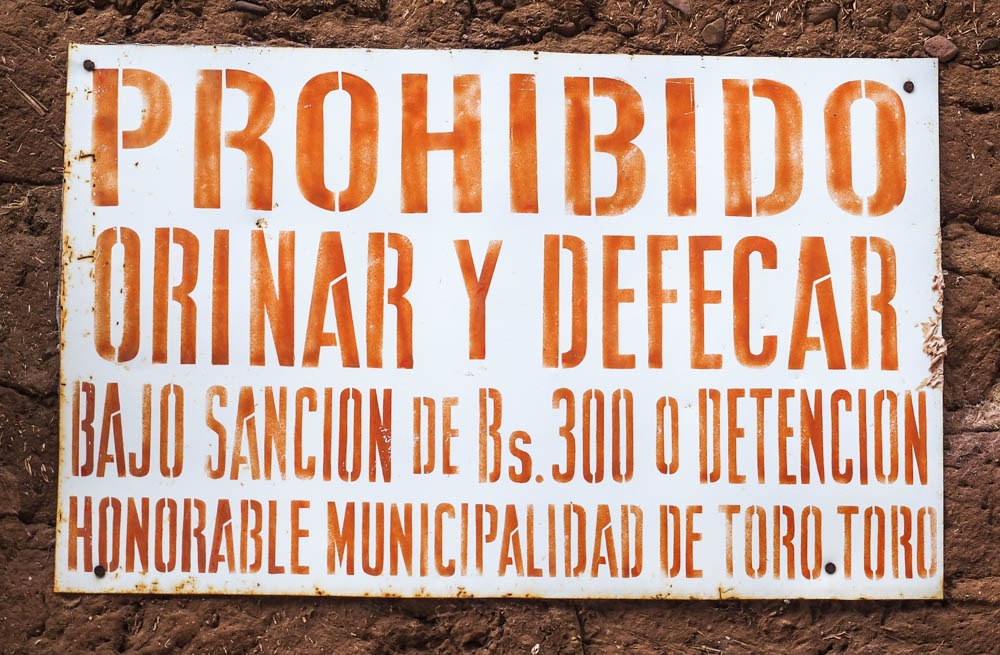 PROHIBIDO
ORINAR Y DEFECAR
BAJO SANCION DE Bs.300 O DETENCION
HONORABLE MUNICIPALIDAD DE TORO TORO